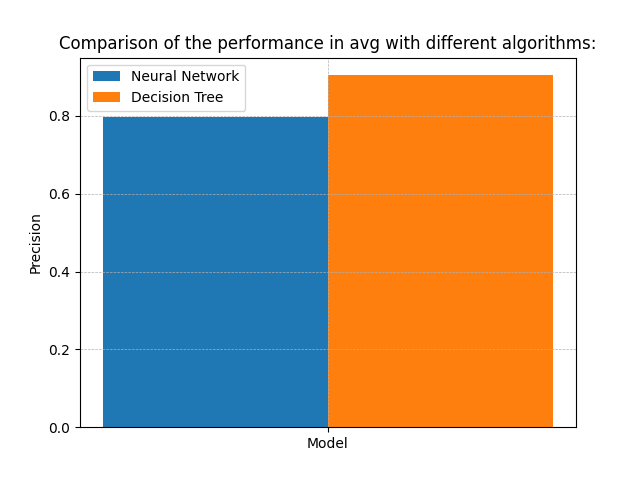 Comparison of the performance in avg with different algorithms:
Neural Network
Decision Tree
0.8
0.6
0.4
0.2
0.0
Precision
Model